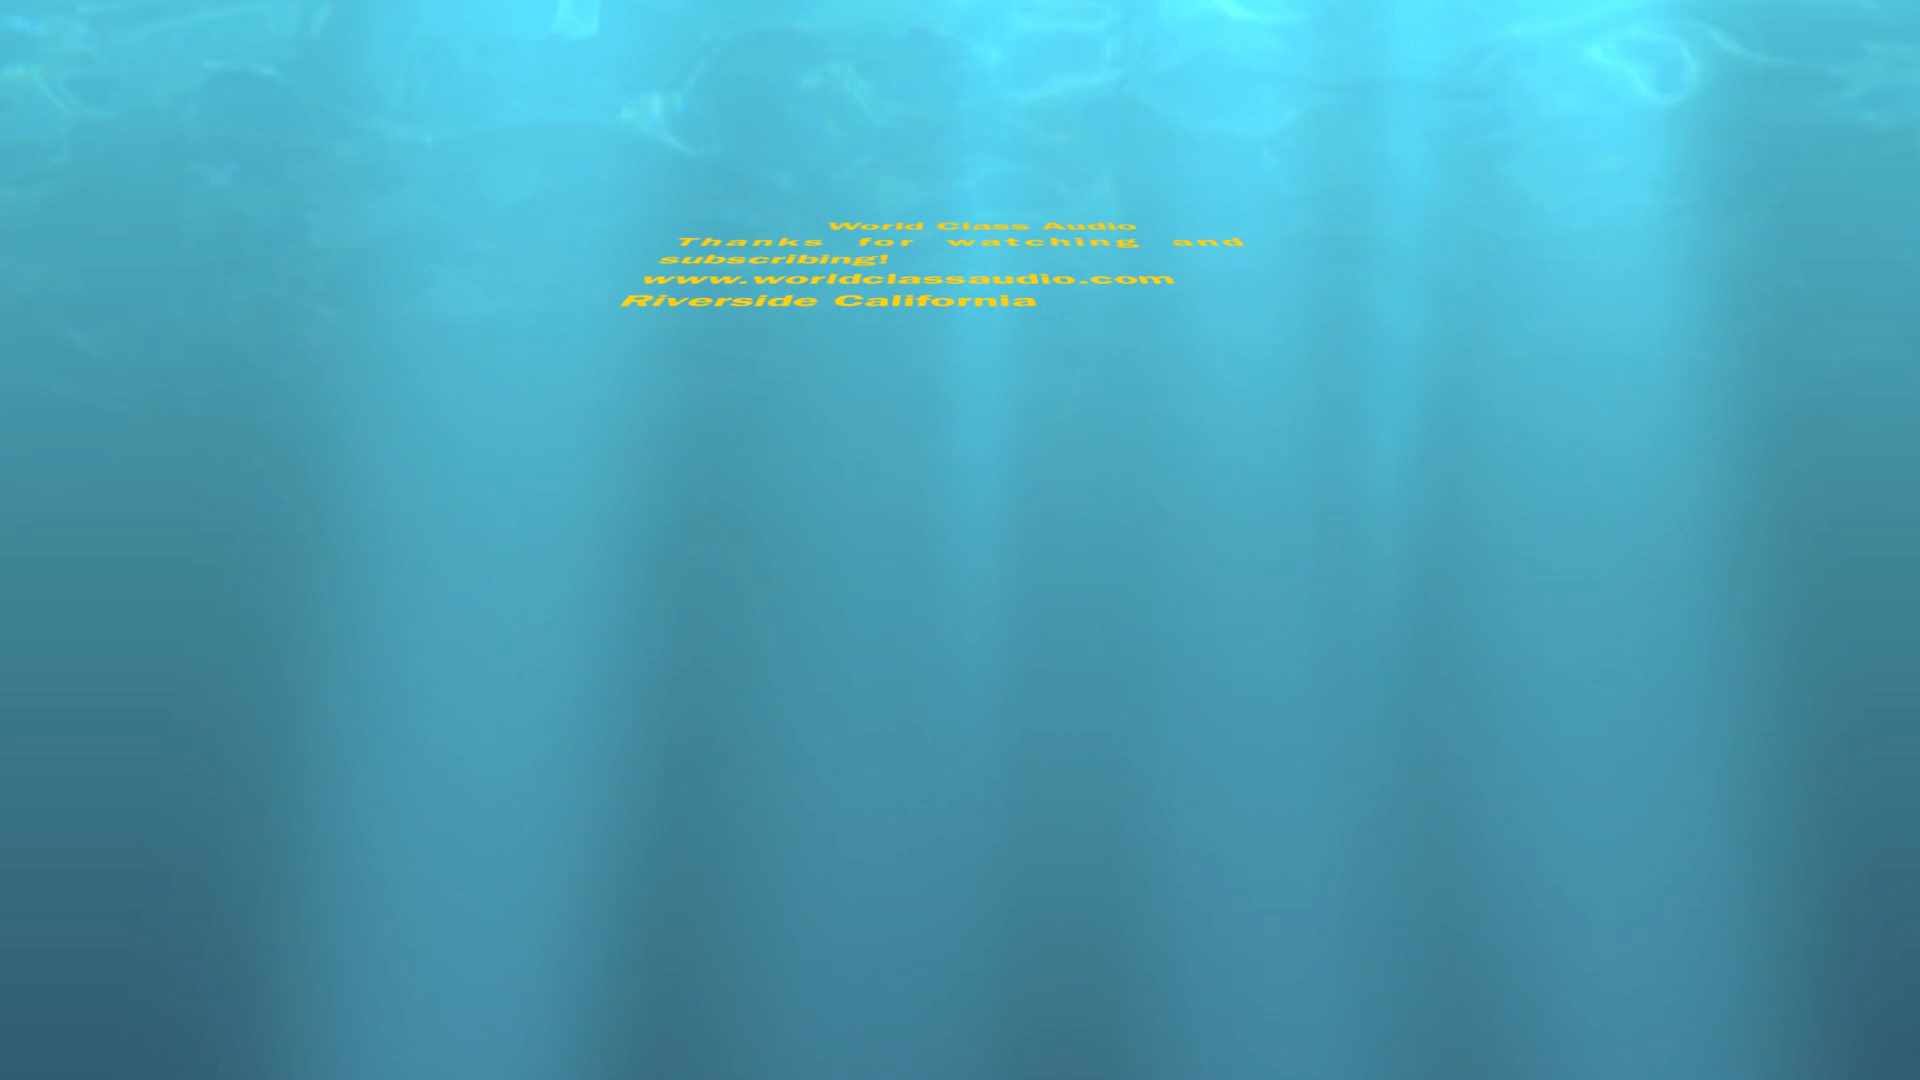 World Class Audio
Thanks for watching and
subscribing!
www.worldclassaudio.com
Riverside California